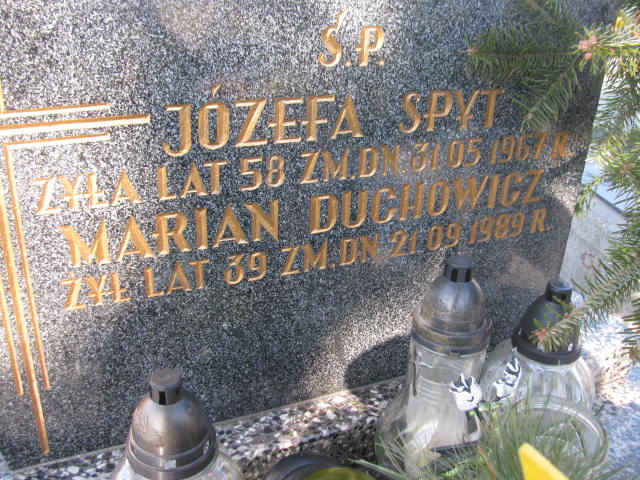 Ś.P.
JÓZEFA SPYT
ŻYŁA LAT 58 ZM. DN. 31 05 1967 R.
MARIAN DUCHOWICZ
ŻYŁ LAT 39 ZM. DN. 21 09 1989 R.